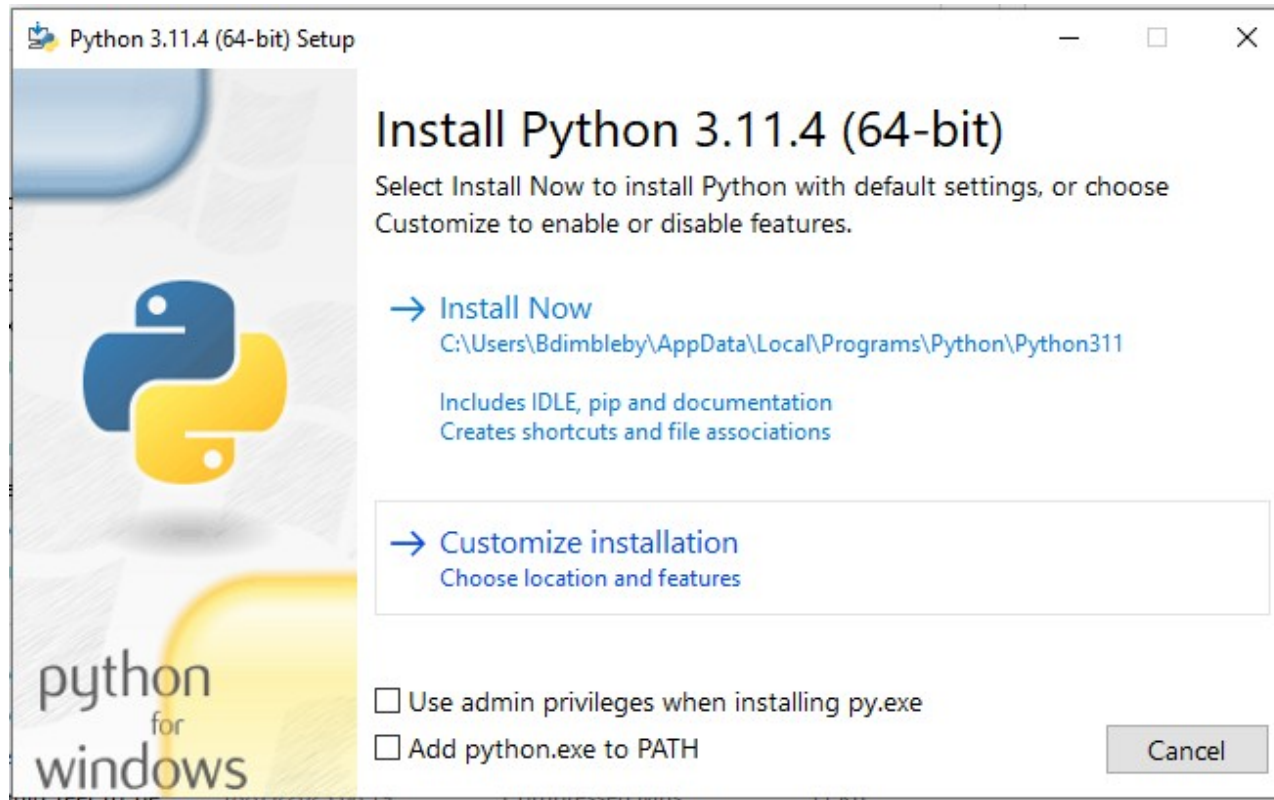 Python 3.11.4 (64-bit) Setup
Install Python 3.11.4 (64-bit)
Select Install Now to install Python with default settings, or choose
Customize to enable or disable features.
Install Now
C:\Users\Bdimbleby\AppData\Local\Programs\Python\Python311
Includes IDLE, pip and documentation
Creates shortcuts and file associations
Customize installation
Choose location and features
python
for
windows
Use admin privileges when installing py.exe
Add python.exe to PATH
Cancel